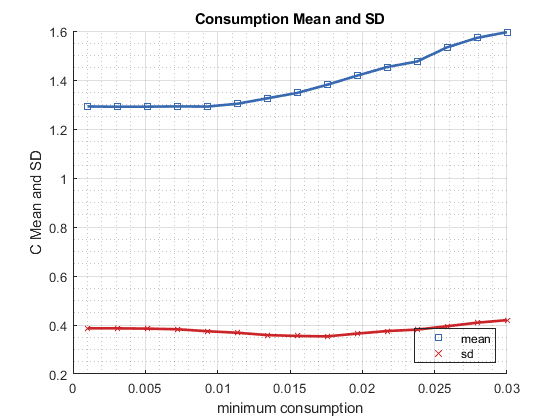 Consumption Mean and SD
1.6
1.4
1.2
1
0.8
0.6
0.4
0.2
C Mean and SD
mean
sd
0 0.005 0.01 0.015 0.02 0.025 0.03
minimum consumption